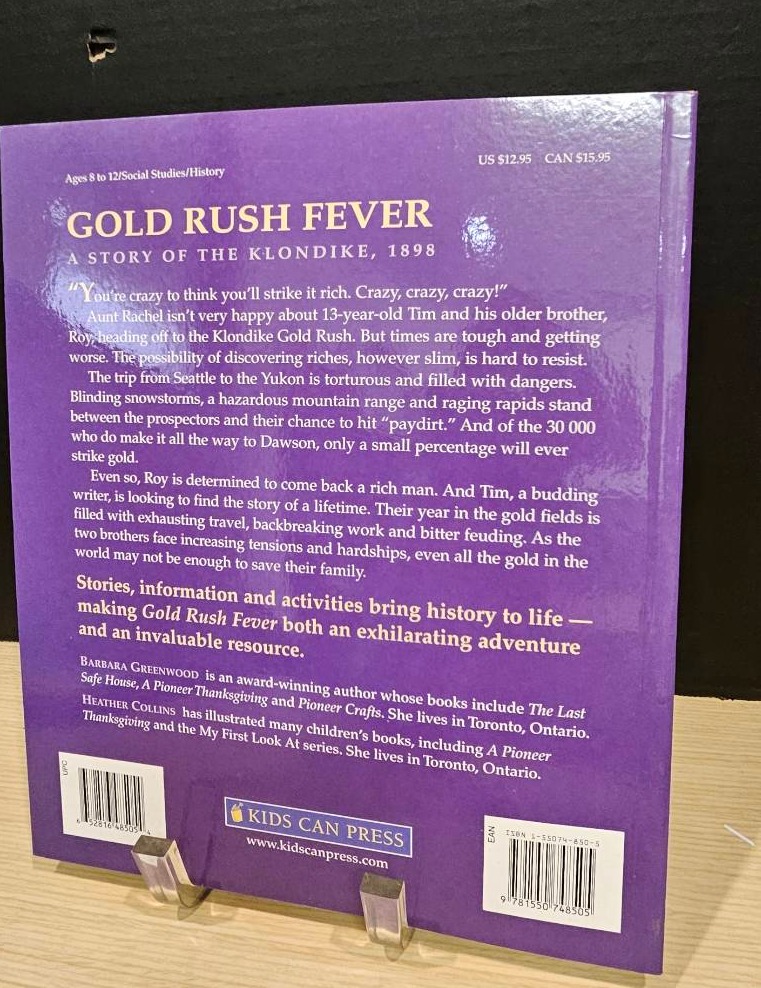 Ages 8 to 12/Social Studies/History
US $12.95 CAN $15.95
GOLD RUSH FEVER
A STORY OF THE KLONDIKE, 1898
"You're crazy to think you'll strike it rich. Crazy, crazy, crazy!"
Aunt Rachel isn't very happy about 13-year-old Tim and his older brother,
Roy, heading off to the Klondike Gold Rush. But times are tough and getting
worse. The possibility of discovering riches, however slim, is hard to resist.
The trip from Seattle to the Yukon is torturous and filled with dangers.
Blinding snowstorms, a hazardous mountain range and raging rapids stand
between the prospectors and their chance to hit "paydirt." And of the 30 000
who do make it all the way to Dawson, only a small percentage will ever
strike gold.
Even so, Roy is determined to come back a rich man. And Tim, a budding
writer, is looking to find the story of a lifetime. Their year in the gold fields is
filled with exhausting travel, backbreaking work and bitter feuding. As the
two brothers face increasing tensions and hardships, even all the gold in the
world may not be enough to save their family.
Stories, information and activities bring history to life —
making Gold Rush Fever both an exhilarating adventure
and an invaluable resource.
BARBARA GREENWOOD is an award-winning author whose books include The Last
Safe House, A Pioneer Thanksgiving and Pioneer Crafts. She lives in Toronto, Ontario.
HEATHER COLLINS has illustrated many children's books, including A Pioneer
Thanksgiving and the My First Look At series. She lives in Toronto, Ontario.
UPC
6 52816 48505 4
KIDS CAN PRESS
www.kidscanpress.com
EAN
ISBN 1-55074-850-5
9 781550 748505